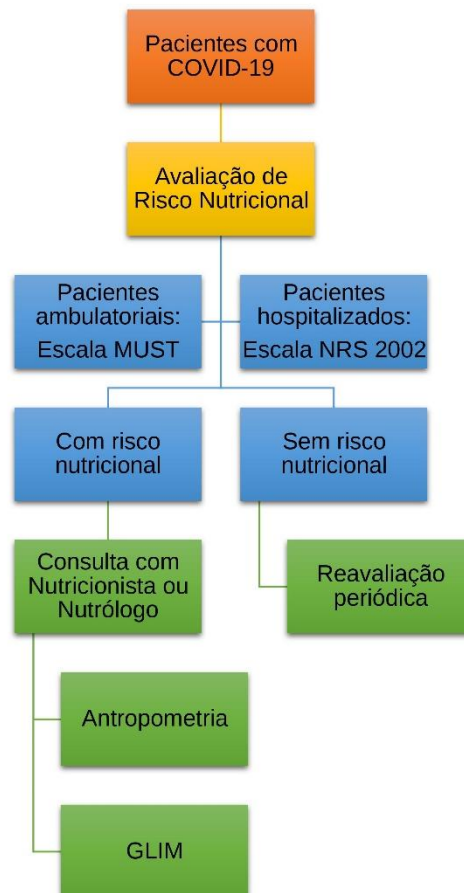 Pacientes com
COVID-19
Avaliação de
Risco Nutricional
Pacientes
ambulatoriais:
Escala MUST
Pacientes
hospitalizados:
Escala NRS 2002
Com risco
nutricional
Sem risco
nutricional
Consulta com
Nutricionista ou
Nutrólogo
Reavaliação
periódica
Antropometria
GLIM